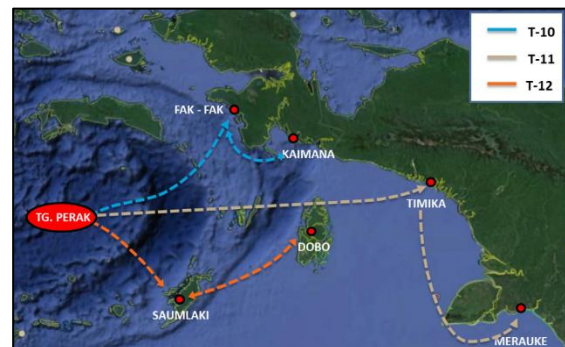 T-10
T-11
T-12
FAK - FAK
KAIMANA
TIMIKA
TG. PERAK
DOBO
SAUMLAKI
MERAUKE